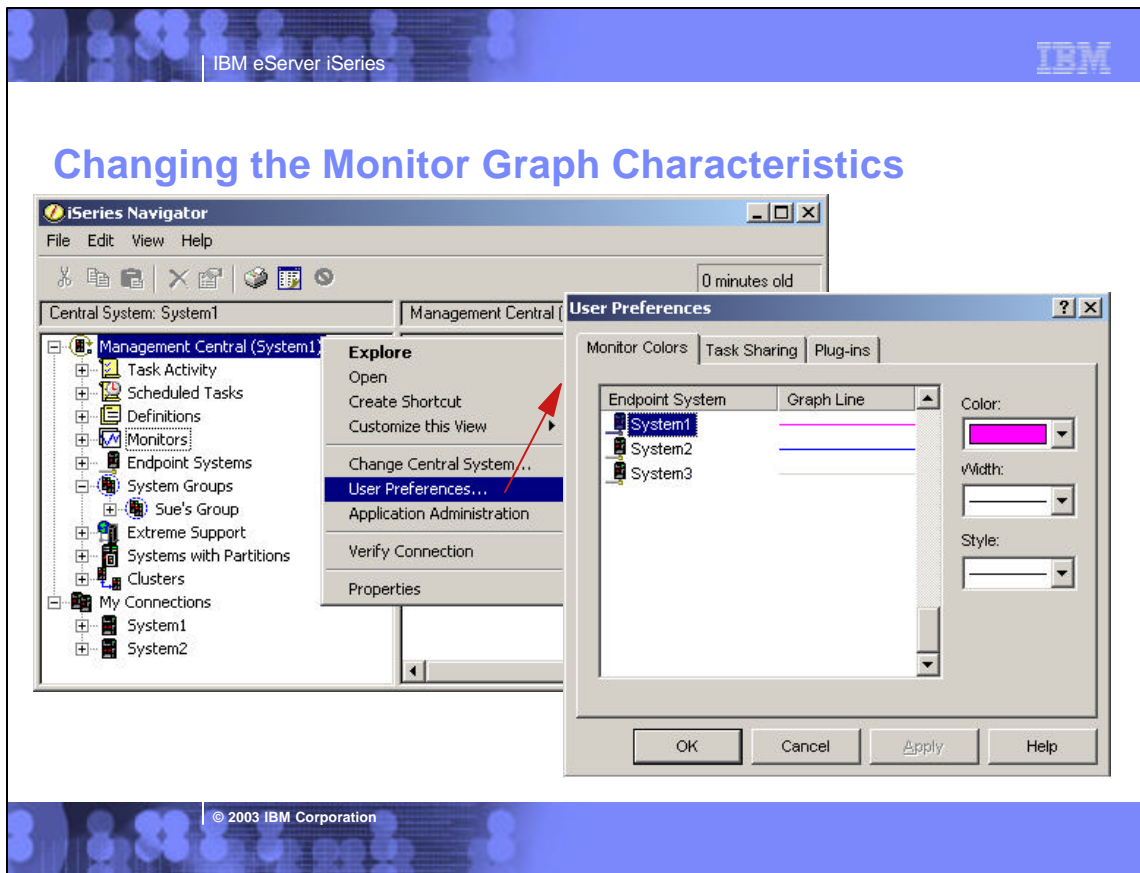 IBM eServer iSeries
IBM
Changing the Monitor Graph Characteristics
iSeries Navigator
File Edit View Help
0 minutes old
Central System: System1
Management Central (
Management Central (System1)
Task Activity
Scheduled Tasks
Definitions
Monitors
Endpoint Systems
System Groups
Sue's Group
Extreme Support
Systems with Partitions
Clusters
My Connections
System1
System2
Explore
Open
Create Shortcut
Customize this View
Change Central System...
User Preferences...
Application Administration
Verify Connection
Properties
User Preferences
Monitor Colors
Task Sharing
Plug-ins
Endpoint System
Graph Line
System1
System2
System3
Color:
Width:
Style:
OK
Cancel
Apply
Help
© 2003 IBM Corporation